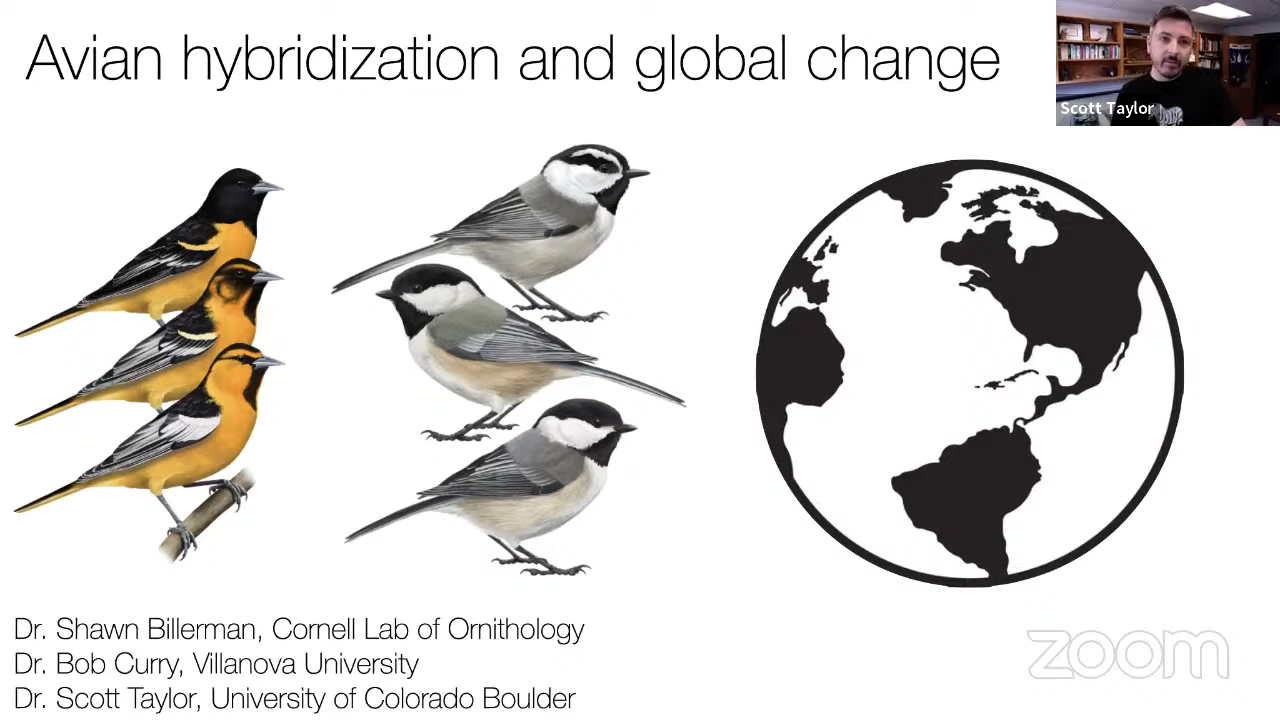 Avian hybridization and global change
Scott Taylor
Dr. Shawn Billerman, Cornell Lab of Ornithology
Dr. Bob Curry, Villanova University
Dr. Scott Taylor, University of Colorado Boulder
zoom